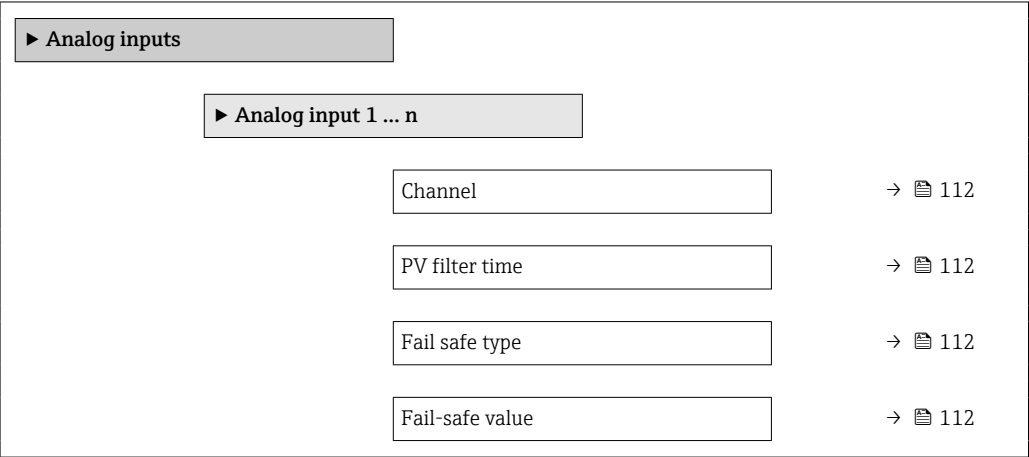 ▶ Analog inputs
▶ Analog input 1 ... n
Channel → 112
PV filter time → 112
Fail safe type → 112
Fail-safe value → 112